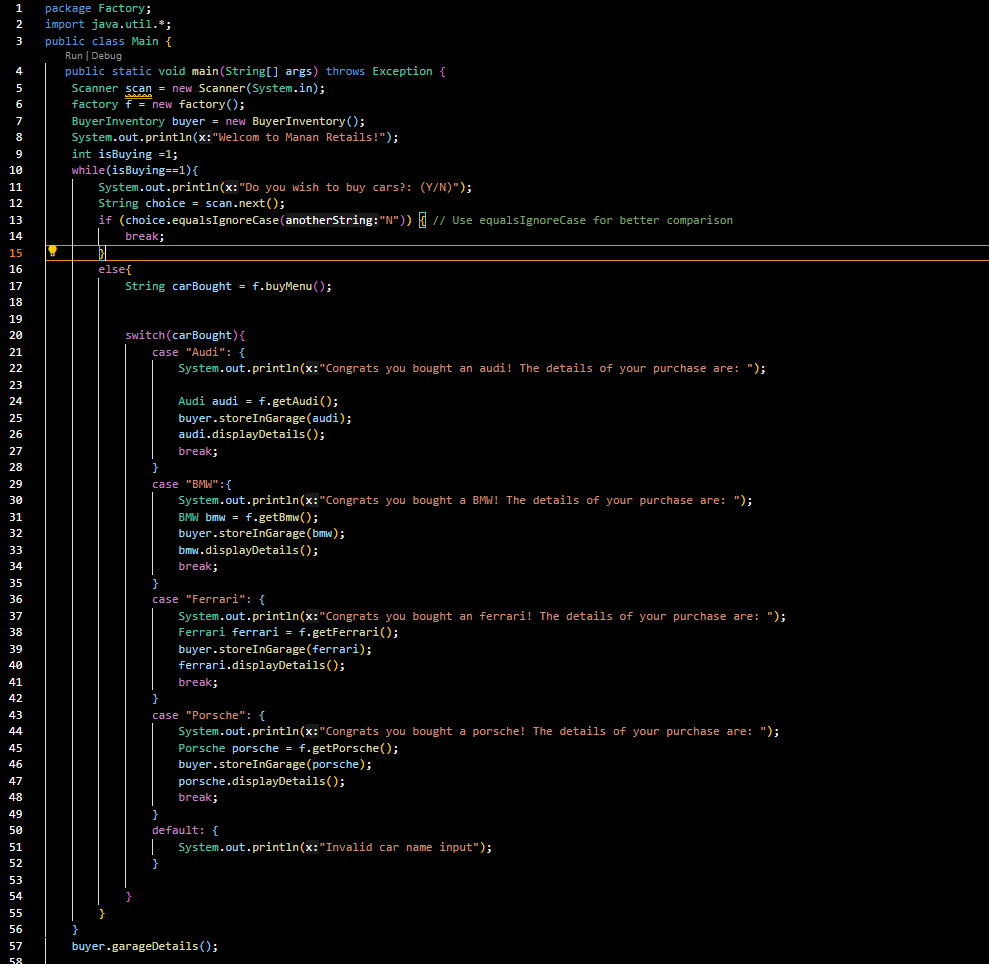 1 package Factory;
2 import java.util.*;
3 public class Main {
Run | Debug
4 public static void main(String[] args) throws Exception {
5 Scanner scan = new Scanner(System.in);
6 factory f = new factory();
7 BuyerInventory buyer = new BuyerInventory();
8 System.out.println(x:"Welcom to Manan Retails!");
9 int isBuying =1;
10 while(isBuying==1){
11 System.out.println(x:"Do you wish to buy cars?: (Y/N)");
12 String choice = scan.next();
13 if (choice.equalsIgnoreCase(anotherString:"N")) { // Use equalsIgnoreCase for better comparison
14 break;
15 }
16 else{
17 String carBought = f.buyMenu();
18
19
20 switch(carBought){
21 case "Audi": {
22 System.out.println(x:"Congrats you bought an audi! The details of your purchase are: ");
23
24 Audi audi = f.getAudi();
25 buyer.storeInGarage(audi);
26 audi.displayDetails();
27 break;
28 }
29 case "BMW":{
30 System.out.println(x:"Congrats you bought a BMW! The details of your purchase are: ");
31 BMW bmw = f.getBmw();
32 buyer.storeInGarage(bmw);
33 bmw.displayDetails();
34 break;
35 }
36 case "Ferrari": {
37 System.out.println(x:"Congrats you bought an ferrari! The details of your purchase are: ");
38 Ferrari ferrari = f.getFerrari();
39 buyer.storeInGarage(ferrari);
40 ferrari.displayDetails();
41 break;
42 }
43 case "Porsche": {
44 System.out.println(x:"Congrats you bought a porsche! The details of your purchase are: ");
45 Porsche porsche = f.getPorsche();
46 buyer.storeInGarage(porsche);
47 porsche.displayDetails();
48 break;
49 }
50 default: {
51 System.out.println(x:"Invalid car name input");
52 }
53
54 }
55 }
56 }
57 buyer.garageDetails();
58